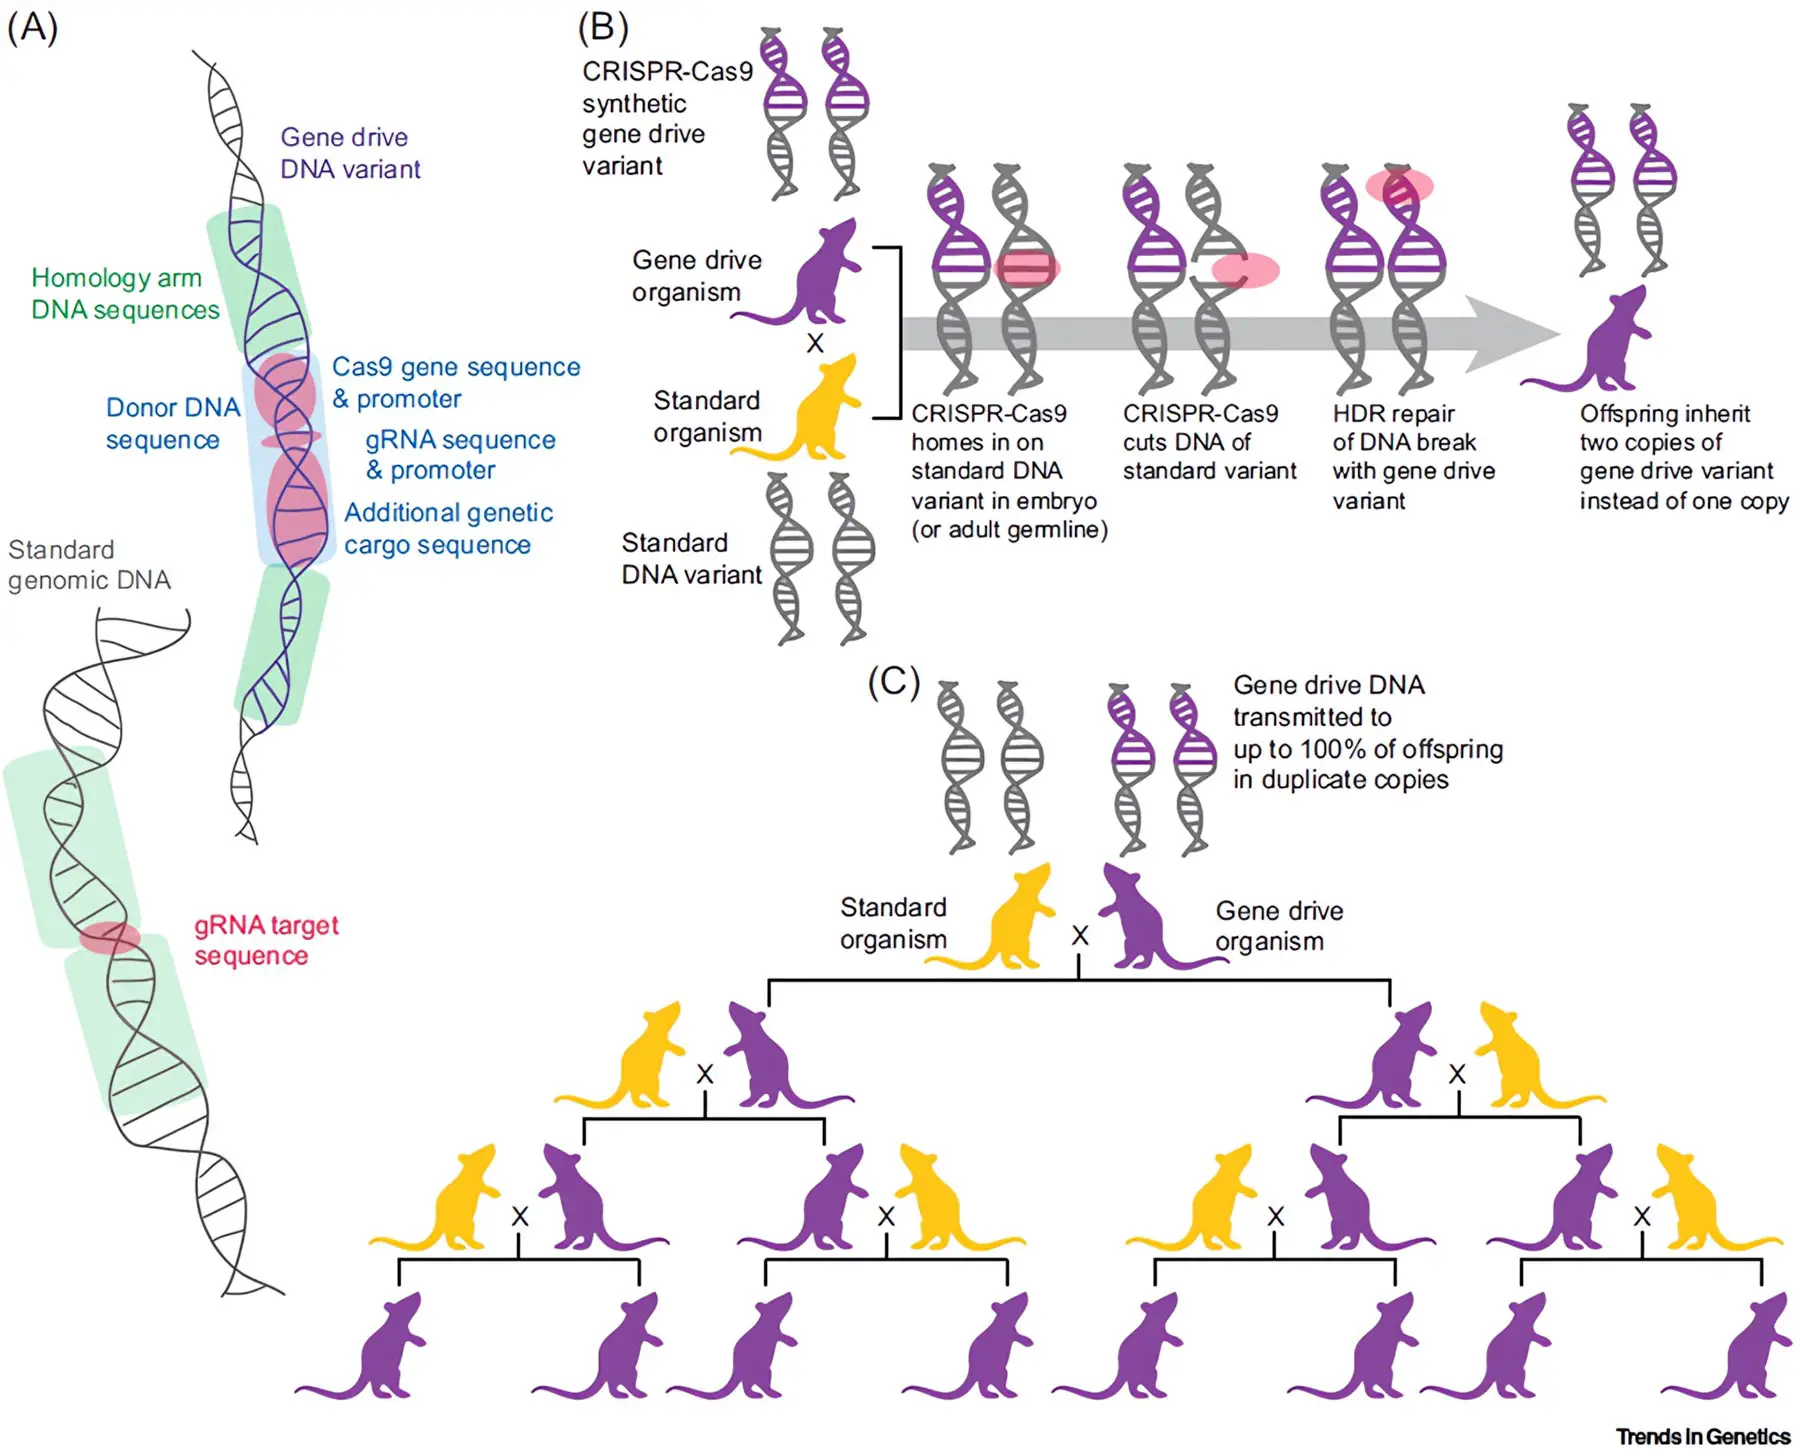 (A)
Gene drive
DNA variant
Homology arm
DNA sequences
Cas9 gene sequence
& promoter
Donor DNA
sequence
gRNA sequence
& promoter
Additional genetic
cargo sequence
Standard
genomic DNA
gRNA target
sequence
(B)
CRISPR-Cas9
synthetic
gene drive
variant
Gene drive
organism
X
Standard
organism
Standard
DNA variant
CRISPR-Cas9
homes in on
standard DNA
variant in embryo
(or adult germline)
CRISPR-Cas9
cuts DNA of
standard variant
HDR repair
of DNA break
with gene drive
variant
Offspring inherit
two copies of
gene drive variant
instead of one copy
(C)
Gene drive DNA
transmitted to
up to 100% of offspring
in duplicate copies
Standard
organism
X
Gene drive
organism
X
X
X
X
X
X
Trends in Genetics